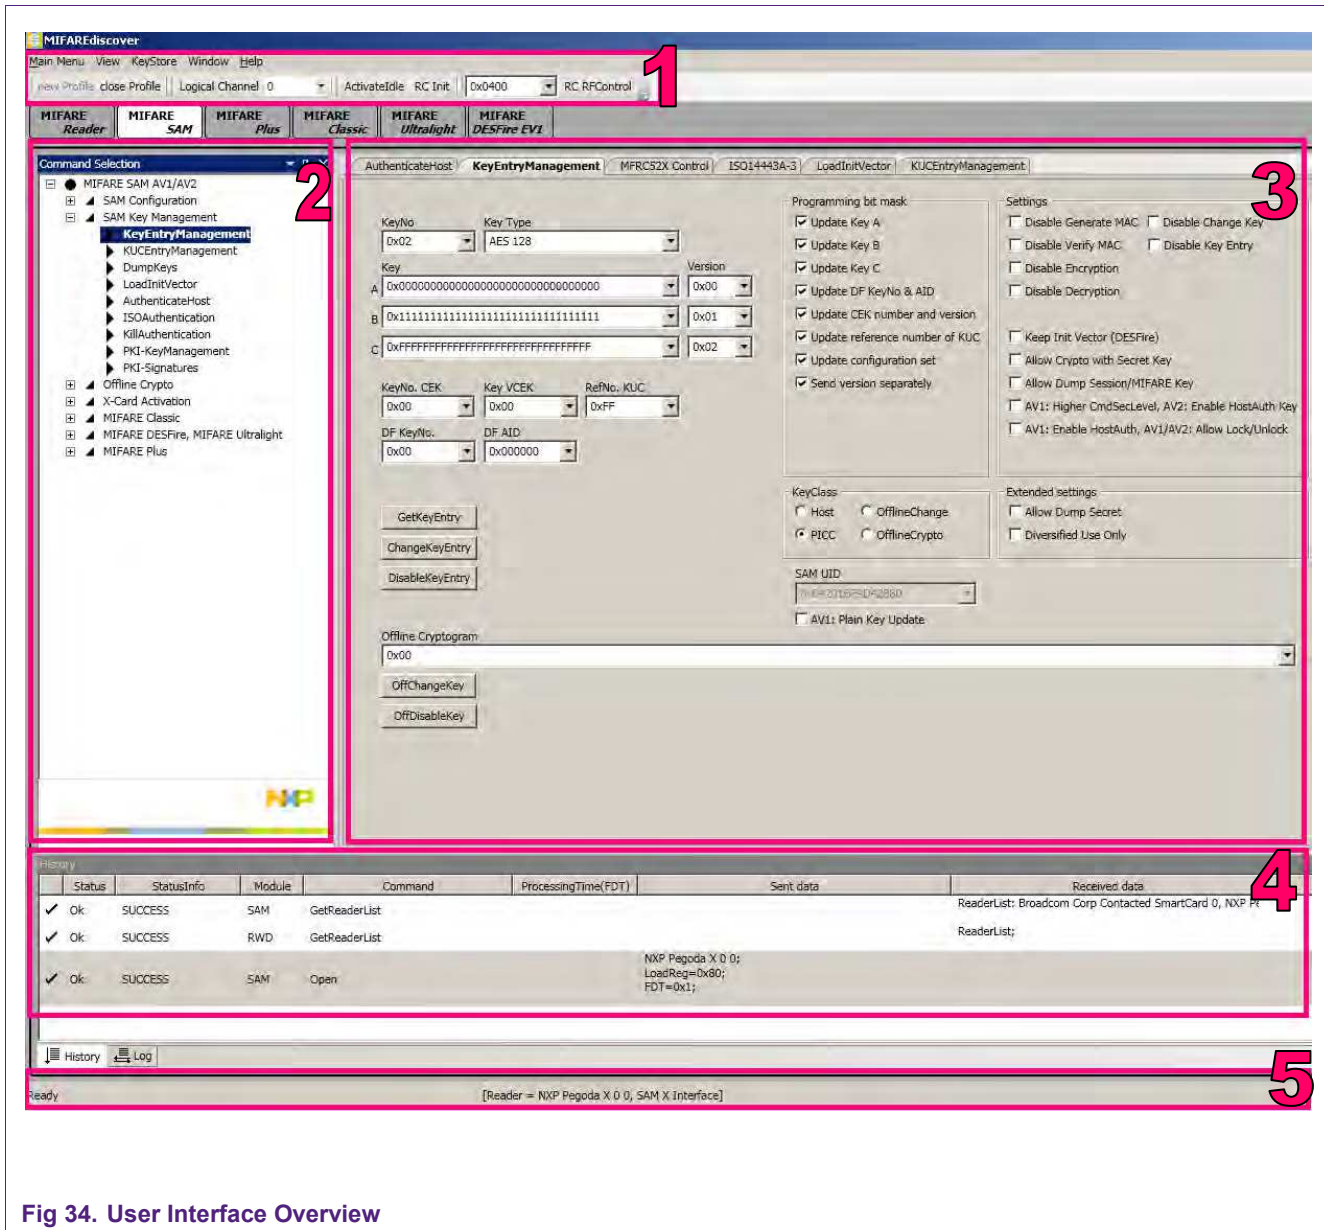 MIFAREdiscover
Main Menu View KeyStore Window Help
new Profile close Profile Logical Channel 0 ActivateIdle RC Init 0x0400 RC RFControl
1
MIFARE Reader MIFARE SAM MIFARE Plus MIFARE Classic MIFARE Ultralight MIFARE DESFire EV1
Command Selection
2
MIFARE SAM AV1/AV2
SAM Configuration
SAM Key Management
KeyEntryManagement
KUCEntryManagement
DumpKeys
LoadInitVector
AuthenticateHost
ISOAuthentication
KillAuthentication
PKI-KeyManagement
PKI-Signatures
Offline Crypto
X-Card Activation
MIFARE Classic
MIFARE DESFire, MIFARE Ultralight
MIFARE Plus
NXP
AuthenticateHost KeyEntryManagement MFRC52X Control ISO14443A-3 LoadInitVector KUCEntryManagement
3
KeyNo Key Type
0x02 AES 128
Key Version
A 0x00
B 0x11111111111111111111111111111111 0x01
C 0xFFFFFFFFFFFFFFFFFFFFFFFFFFFFFFFF 0x02
KeyNo. CEK Key VCEK RefNo. KUC
0x00 0x00 0xFF
DF KeyNo. DF AID
0x00 0x000000
GetKeyEntry
ChangeKeyEntry
DisableKeyEntry
Programming bit mask
Update Key A
Update Key B
Update Key C
Update DF KeyNo & AID
Update CEK number and version
Update reference number of KUC
Update configuration set
Send version separately
Settings
Disable Generate MAC Disable Change Key
Disable Verify MAC Disable Key Entry
Disable Encryption
Disable Decryption
Keep Init Vector (DESFire)
Allow Crypto with Secret Key
Allow Dump Session/MIFARE Key
AV1: Higher CmdSecLevel, AV2: Enable HostAuth Key
AV1: Enable HostAuth, AV1/AV2: Allow Lock/Unlock
KeyClass
Host OfflineChange
PICC OfflineCrypto
Extended settings
Allow Dump Secret
Diversified Use Only
SAM UID
AV1: Plain Key Update
Offline Cryptogram
0x00
OffChangeKey
OffDisableKey
History
4
Status StatusInfo Module Command ProcessingTime(FDT) Sent data Received data
Ok SUCCESS SAM GetReaderList ReaderList: Broadcom Corp Contacted SmartCard 0, NXP
Ok SUCCESS RWD GetReaderList ReaderList;
Ok SUCCESS SAM Open NXP Pegoda X 0 0;
LoadReg=0x80;
FDT=0x1;
History Log
5
Ready [Reader = NXP Pegoda X 0 0, SAM X Interface]
Fig 34. User Interface Overview